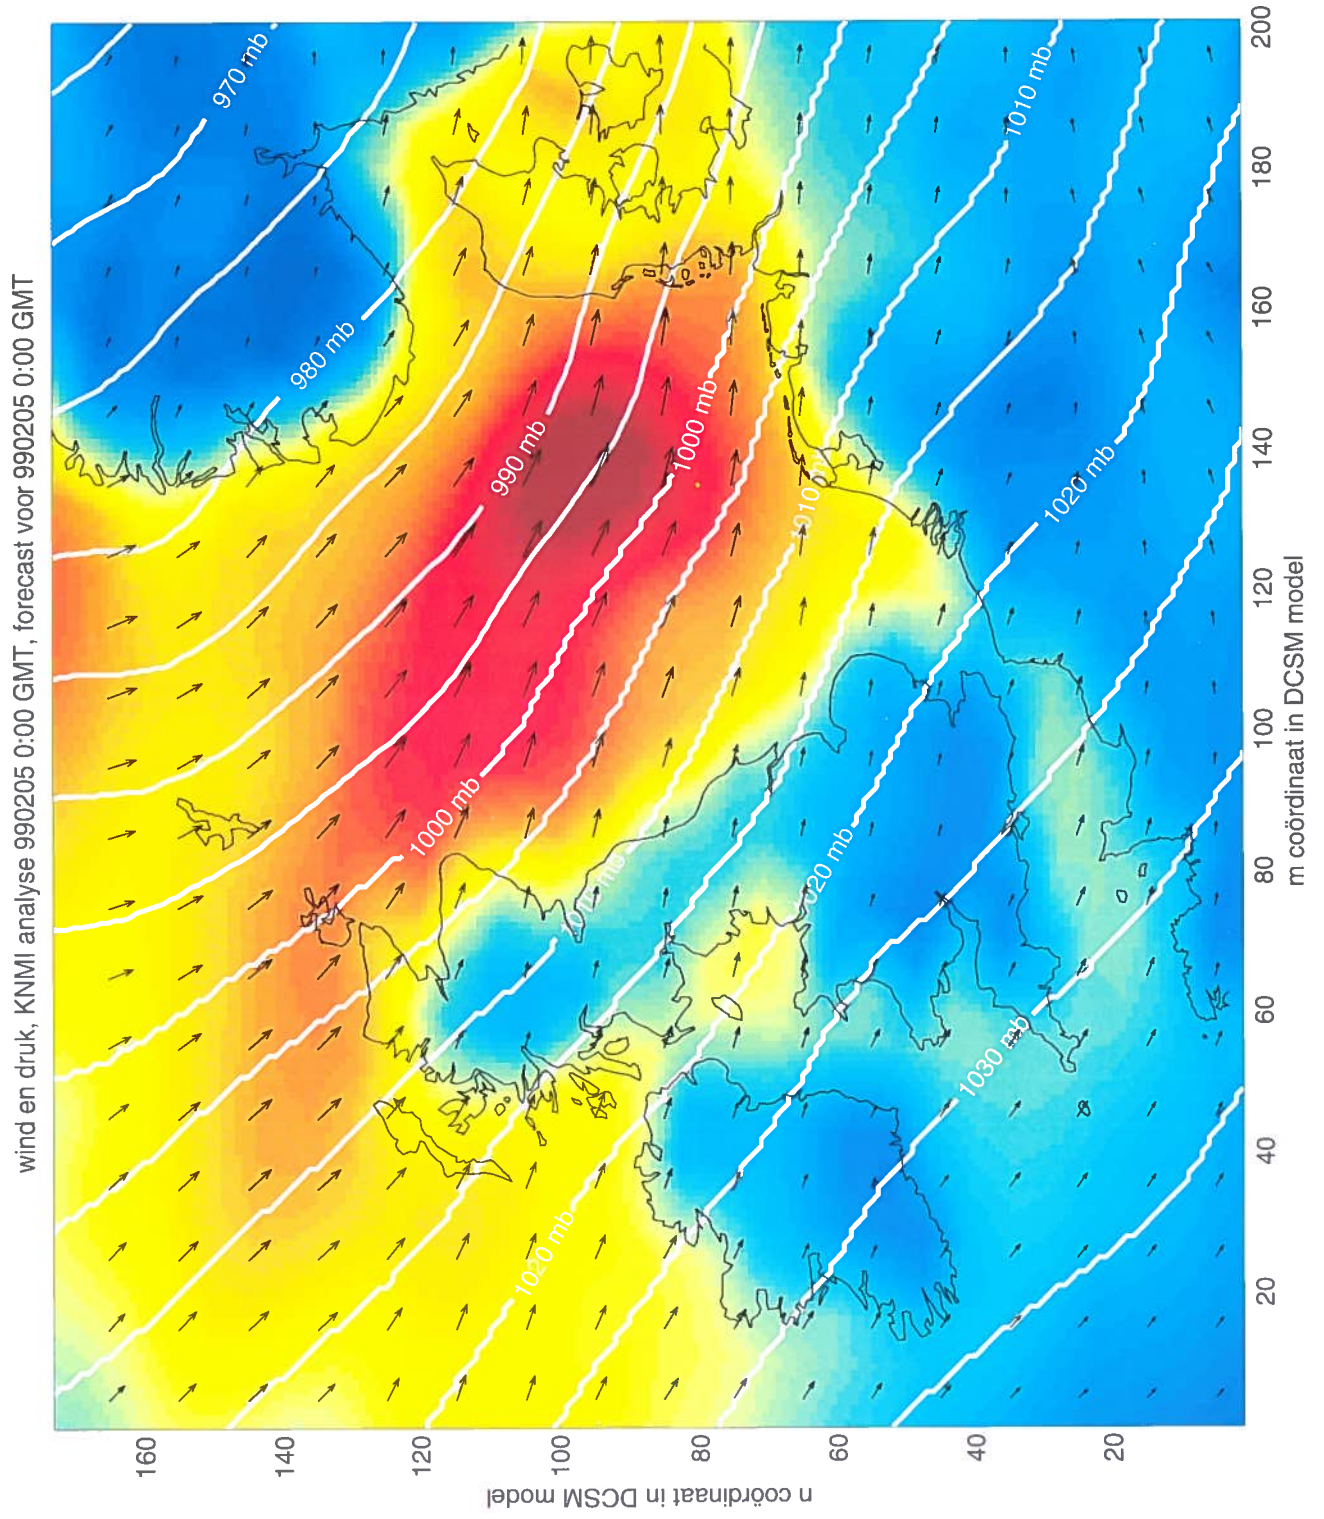 wind en druk, KNMI analyse 990205 0:00 GMT, forecast voor 990205 0:00 GMT
n coördinaat in DCSM model
160
140
120
100
80
60
40
20
m coördinaat in DCSM model
20
40
60
80
100
120
140
160
180
200
970 mb
980 mb
990 mb
1000 mb
1000 mb
1010 mb
1010 m
mb
1020 mb
1020 mb
1020 mb
1030 mb